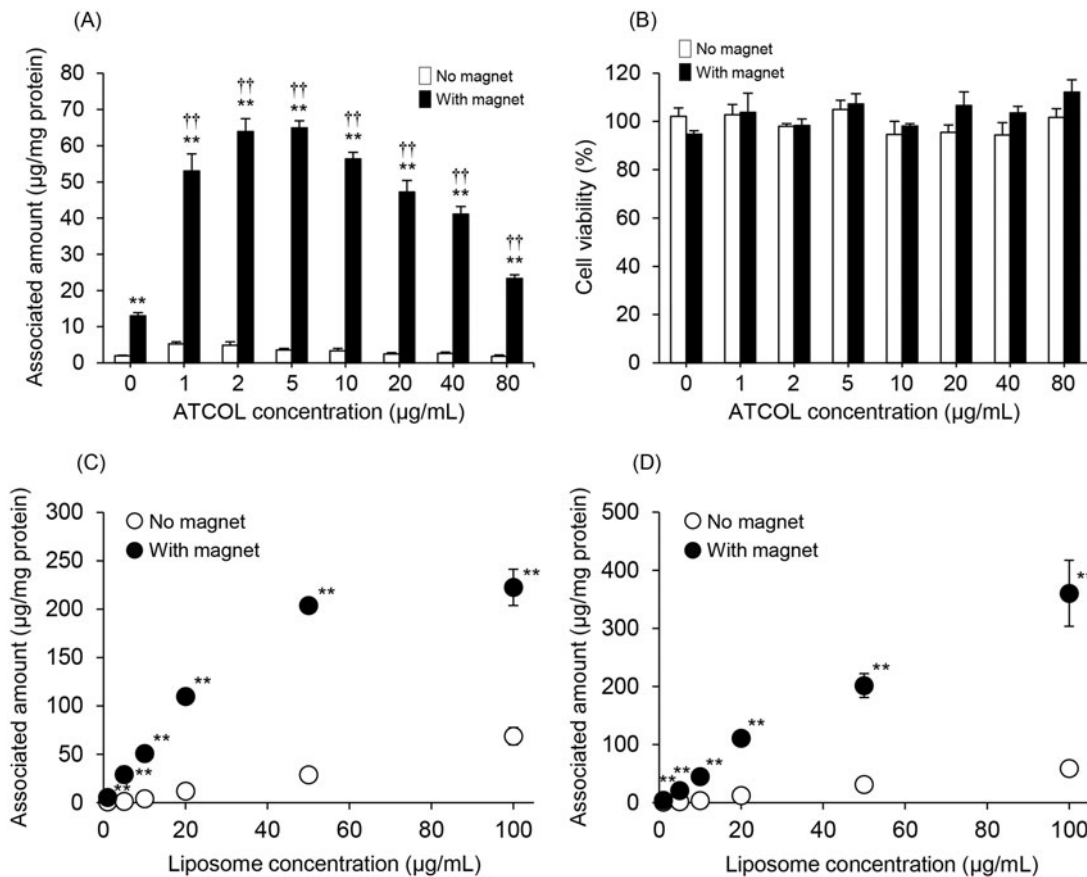 (A)
Associated amount (µg/mg protein)
80
70
60
50
40
30
20
10
0
No magnet
With magnet
**
††
**
††
**
††
**
††
**
††
**
††
**
††
**
0 1 2 5 10 20 40 80
ATCOL concentration (µg/mL)
(B)
Cell viability (%)
120
100
80
60
40
20
0
No magnet
With magnet
0 1 2 5 10 20 40 80
ATCOL concentration (µg/mL)
(C)
Associated amount (µg/mg protein)
300
250
200
150
100
50
0
No magnet
With magnet
**
**
**
**
**
**
0 20 40 60 80 100
Liposome concentration (µg/mL)
(D)
Associated amount (µg/mg protein)
500
400
300
200
100
0
No magnet
With magnet
**
**
**
**
**
**
0 20 40 60 80 100
Liposome concentration (µg/mL)